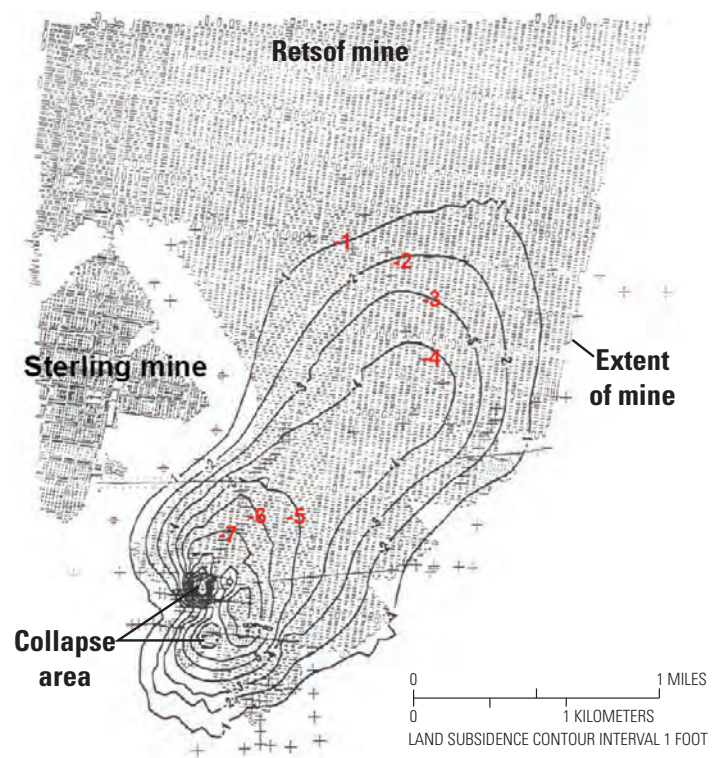 Retsof mine
-1
-2
-3
-4
Sterling mine
Extent
of mine
-5
-6
-7
Collapse
area
0 1 MILES
0 1 KILOMETERS
LAND SUBSIDENCE CONTOUR INTERVAL 1 FOOT